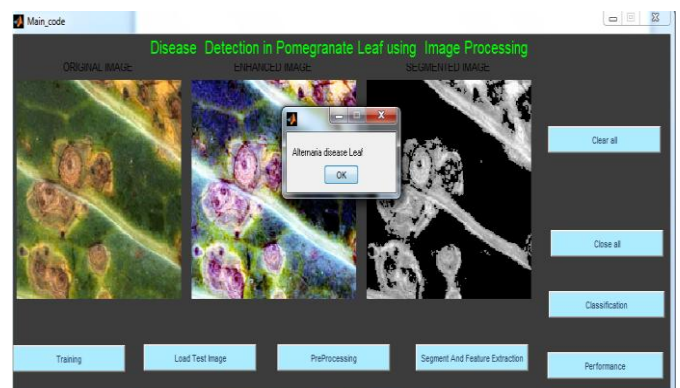 Main_code
Disease Detection in Pomegranate Leaf using Image Processing
ORIGINAL IMAGE
ENHANCED IMAGE
SEGMENTED IMAGE
Alternaria disease Leaf
OK
Clear all
Close all
Classification
Training
Load Test Image
PreProcessing
Segment And Feature Extraction
Performance